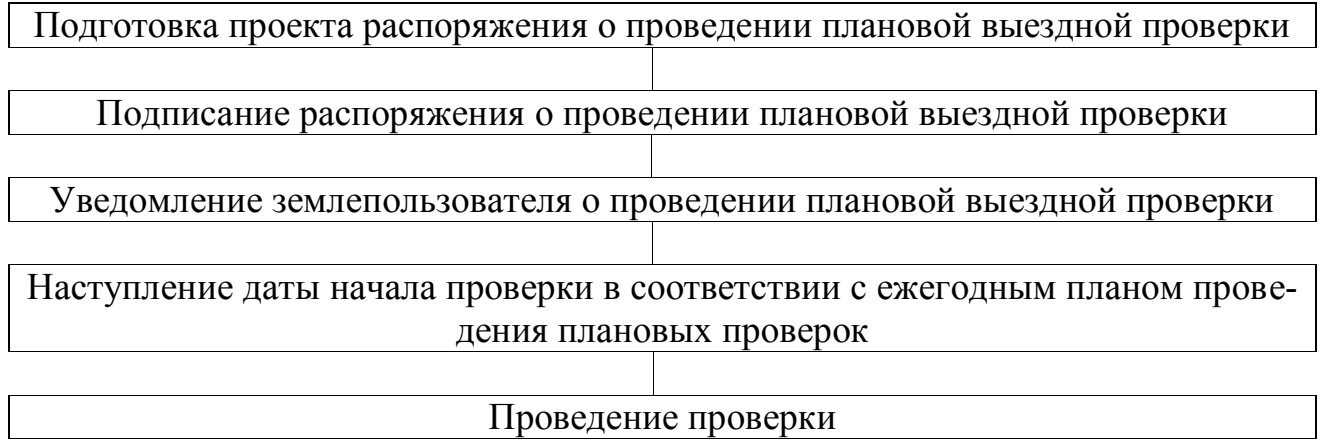 Подготовка проекта распоряжения о проведении плановой выездной проверки
Подписание распоряжения о проведении плановой выездной проверки
Уведомление землепользователя о проведении плановой выездной проверки
Наступление даты начала проверки в соответствии с ежегодным планом прове-
дения плановых проверок
Проведение проверки